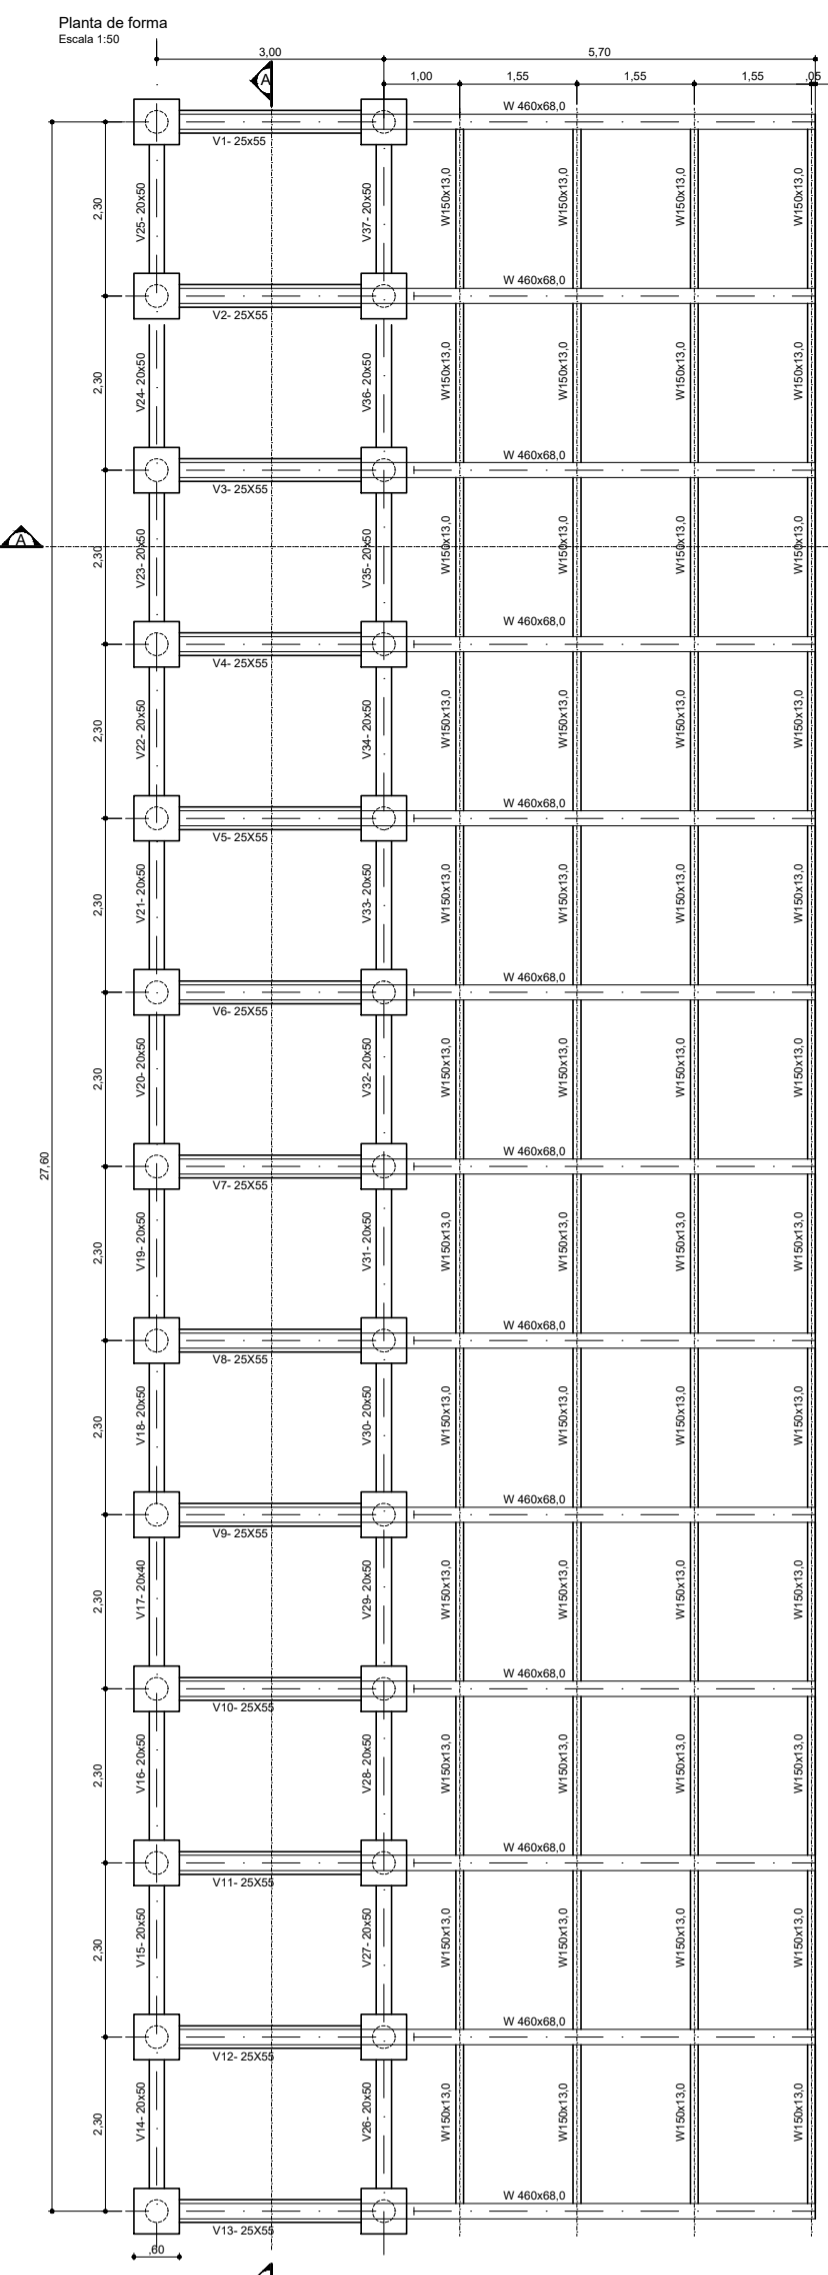 Planta de forma
Escala 1:50
3,00
5,70
A
1,00
1,55
1,55
1,55
,05
W 460x68,0
V1- 25x55
2,30
V25- 20x50
V37- 20x50
W150x13,0
W150x13,0
W150x13,0
W150x13,0
W 460x68,0
V2- 25X55
2,30
V24- 20x50
V36- 20x50
W150x13,0
W150x13,0
W150x13,0
W150x13,0
W 460x68,0
V3- 25X55
A
2,30
V23- 20x50
V35- 20x50
W150x13,0
W150x13,0
W150x13,0
W150x13,0
W 460x68,0
V4- 25X55
2,30
V22- 20x50
V34- 20x50
W150x13,0
W150x13,0
W150x13,0
W150x13,0
W 460x68,0
V5- 25X55
2,30
V21- 20x50
V33- 20x50
W150x13,0
W150x13,0
W150x13,0
W150x13,0
W 460x68,0
V6- 25X55
2,30
V20- 20x50
V32- 20x50
W150x13,0
W150x13,0
W150x13,0
W150x13,0
27,60
W 460x68,0
V7- 25X55
2,30
V19- 20x50
V31- 20x50
W150x13,0
W150x13,0
W150x13,0
W150x13,0
W 460x68,0
V8- 25X55
2,30
V18- 20x50
V30- 20x50
W150x13,0
W150x13,0
W150x13,0
W150x13,0
W 460x68,0
V9- 25X55
2,30
V17- 20x40
V29- 20x50
W150x13,0
W150x13,0
W150x13,0
W150x13,0
W 460x68,0
V10- 25X55
2,30
V16- 20x50
V28- 20x50
W150x13,0
W150x13,0
W150x13,0
W150x13,0
W 460x68,0
V11- 25X55
2,30
V15- 20x50
V27- 20x50
W150x13,0
W150x13,0
W150x13,0
W150x13,0
W 460x68,0
V12- 25X55
2,30
V14- 20x50
V26- 20x50
W150x13,0
W150x13,0
W150x13,0
W150x13,0
W 460x68,0
V13- 25X55
,60